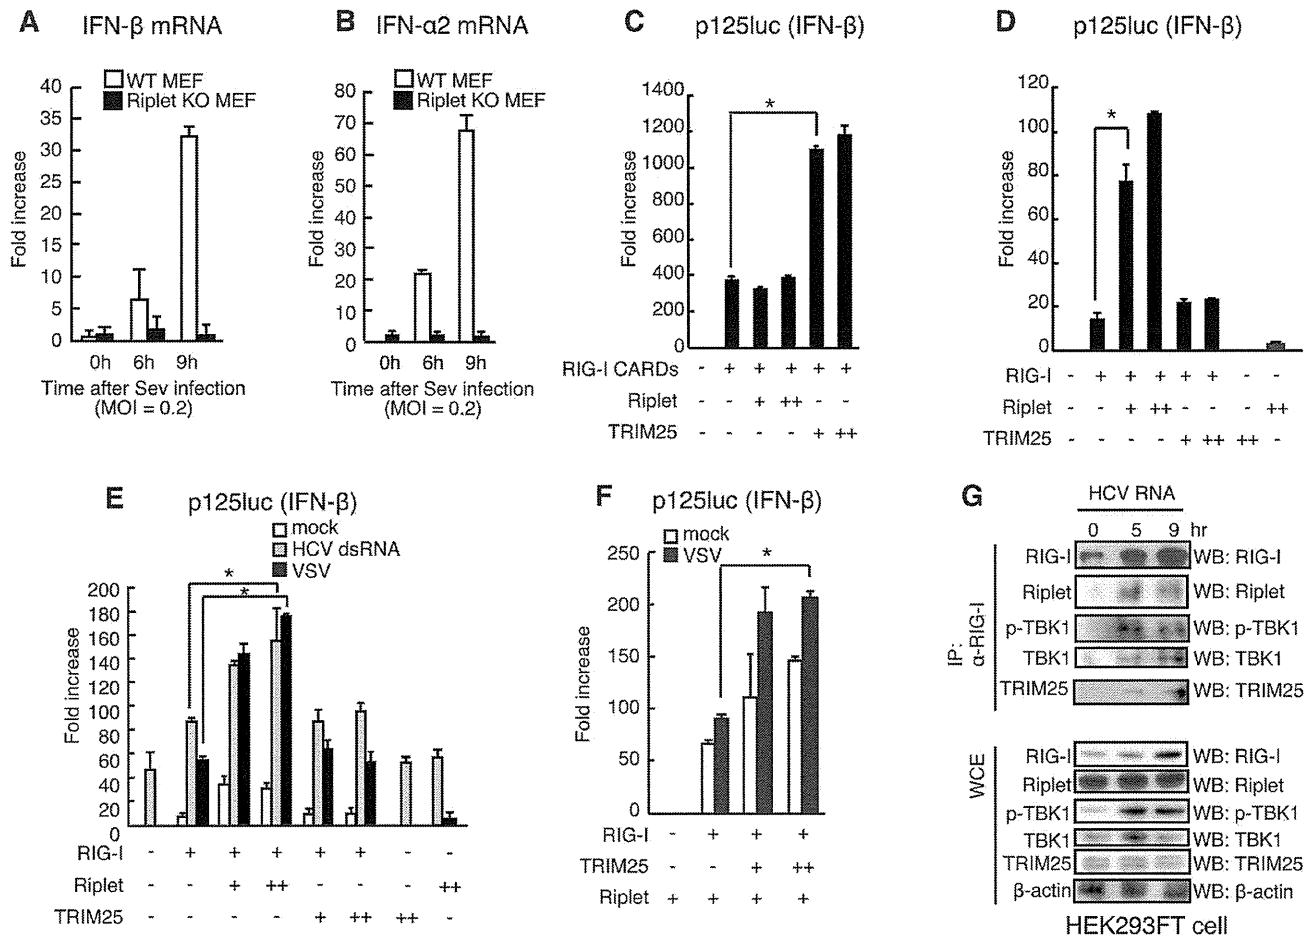 A IFN-β mRNA
WT MEF
Riplet KO MEF
Fold increase
40
35
30
25
20
15
10
5
0
0h 6h 9h
Time after Sev infection
(MOI = 0.2)
B IFN-α2 mRNA
WT MEF
Riplet KO MEF
Fold increase
80
70
60
50
40
30
20
10
0
0h 6h 9h
Time after Sev infection
(MOI = 0.2)
C p125luc (IFN-β)
Fold increase
1400
1200
1000
800
600
400
200
0
*
RIG-I CARDs - + + + + +
Riplet - - + ++ - -
TRIM25 - - - - + ++
D p125luc (IFN-β)
Fold increase
120
100
80
60
40
20
0
*
RIG-I - + + + + + - -
Riplet - - + ++ - - - ++
TRIM25 - - - - + ++ ++ -
E p125luc (IFN-β)
mock
HCV dsRNA
VSV
Fold increase
200
180
160
140
120
100
80
60
40
20
0
*
*
RIG-I - + + + + + - -
Riplet - - + ++ - - - ++
TRIM25 - - - - + ++ ++ -
F p125luc (IFN-β)
mock
VSV
Fold increase
250
200
150
100
50
0
*
RIG-I - + + +
TRIM25 - - + ++
Riplet + + + +
G HCV RNA
0 5 9 hr
IP:
α-RIG-I
RIG-I WB: RIG-I
Riplet WB: Riplet
p-TBK1 WB: p-TBK1
TBK1 WB: TBK1
TRIM25 WB: TRIM25
WCE
RIG-I WB: RIG-I
Riplet WB: Riplet
p-TBK1 WB: p-TBK1
TBK1 WB: TBK1
TRIM25 WB: TRIM25
β-actin WB: β-actin
HEK293FT cell